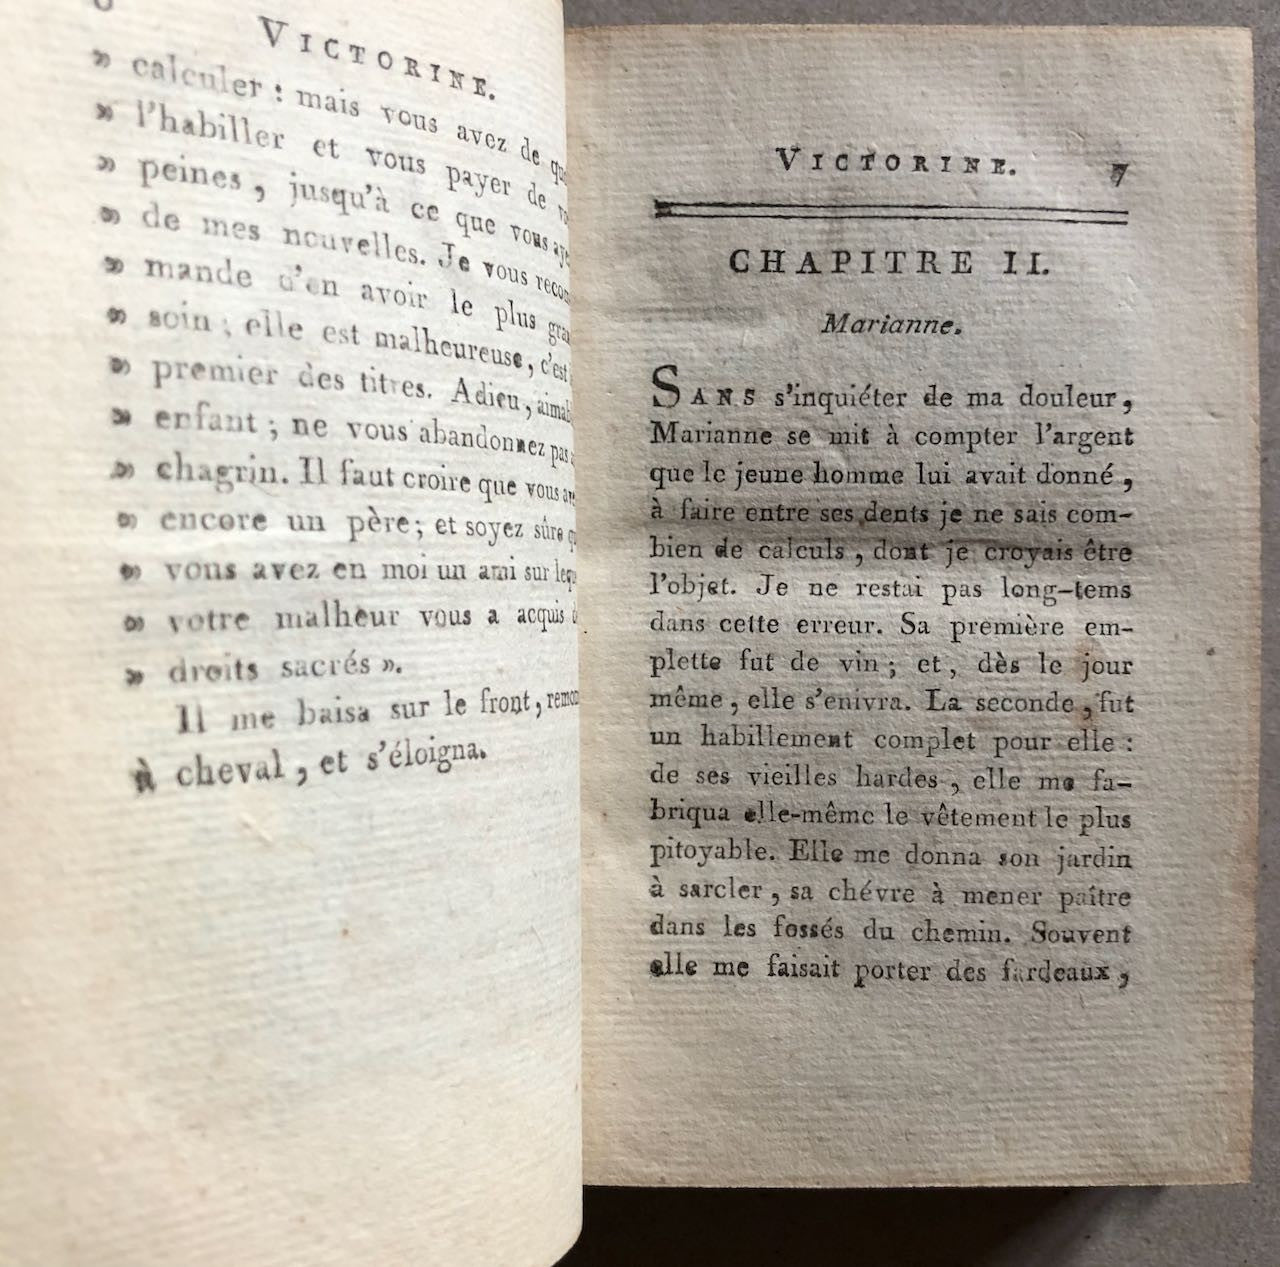 VICTORINE.
» calculer : mais vous avez de
» l'habiller et vous payer de
» peines, jusqu'à ce que vous
» de mes nouvelles. Je vous
» mande d'en avoir le plus
» soin ; elle est malheureuse, c'est
» premier des titres. Adieu,
» enfant ; ne vous abandonnez pas
» chagrin. Il faut croire que vous
» encore un père ; et soyez sûre
» vous avez en moi un ami sur
» votre malheur vous a acquis
» droits sacrés ».
Il me baisa sur le front,
à cheval, et s'éloigna.
VICTORINE. 7
CHAPITRE II.
Marianne.
SANS s'inquiéter de ma douleur,
Marianne se mit à compter l'argent
que le jeune homme lui avait donné,
à faire entre ses dents je ne sais com-
bien de calculs, dont je croyais être
l'objet. Je ne restai pas long-tems
dans cette erreur. Sa première em-
plette fut de vin ; et, dès le jour
même, elle s'enivra. La seconde, fut
un habillement complet pour elle :
de ses vieilles hardes, elle me fa-
briqua elle-même le vêtement le plus
pitoyable. Elle me donna son jardin
à sarcler, sa chévre à mener paître
dans les fossés du chemin. Souvent
elle me faisait porter des fardeaux,